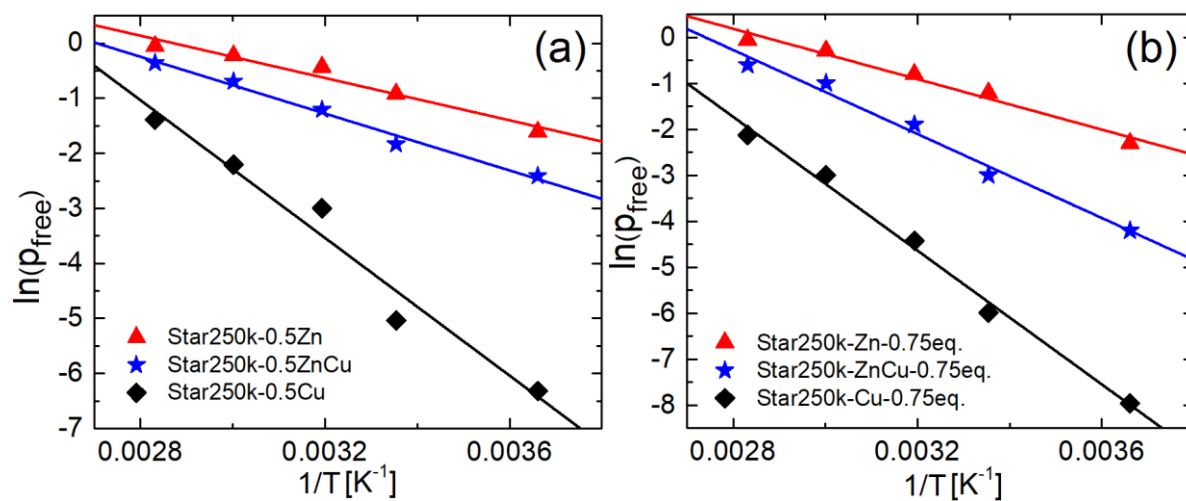 (a)
ln(p_free)
0
-1
-2
-3
-4
-5
-6
-7
Star250k-0.5Zn
Star250k-0.5ZnCu
Star250k-0.5Cu
0.0028 0.0032 0.0036
1/T [K⁻¹]
(b)
ln(p_free)
0
-1
-2
-3
-4
-5
-6
-7
-8
Star250k-Zn-0.75eq.
Star250k-ZnCu-0.75eq.
Star250k-Cu-0.75eq.
0.0028 0.0032 0.0036
1/T [K⁻¹]